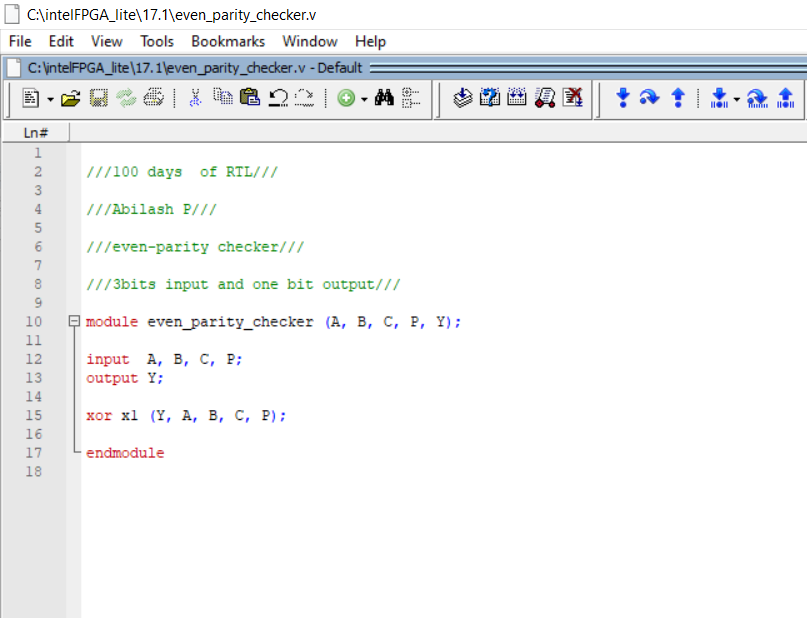 C:\intelFPGA_lite\17.1\even_parity_checker.v
File Edit View Tools Bookmarks Window Help
C:\intelFPGA_lite\17.1\even_parity_checker.v - Default
Ln#
1
2 ///100 days  of RTL///
3
4 ///Abilash P///
5
6 ///even-parity checker///
7
8 ///3bits input and one bit output///
9
10 module even_parity_checker (A, B, C, P, Y);
11
12 input  A, B, C, P;
13 output Y;
14
15 xor x1 (Y, A, B, C, P);
16
17 endmodule
18